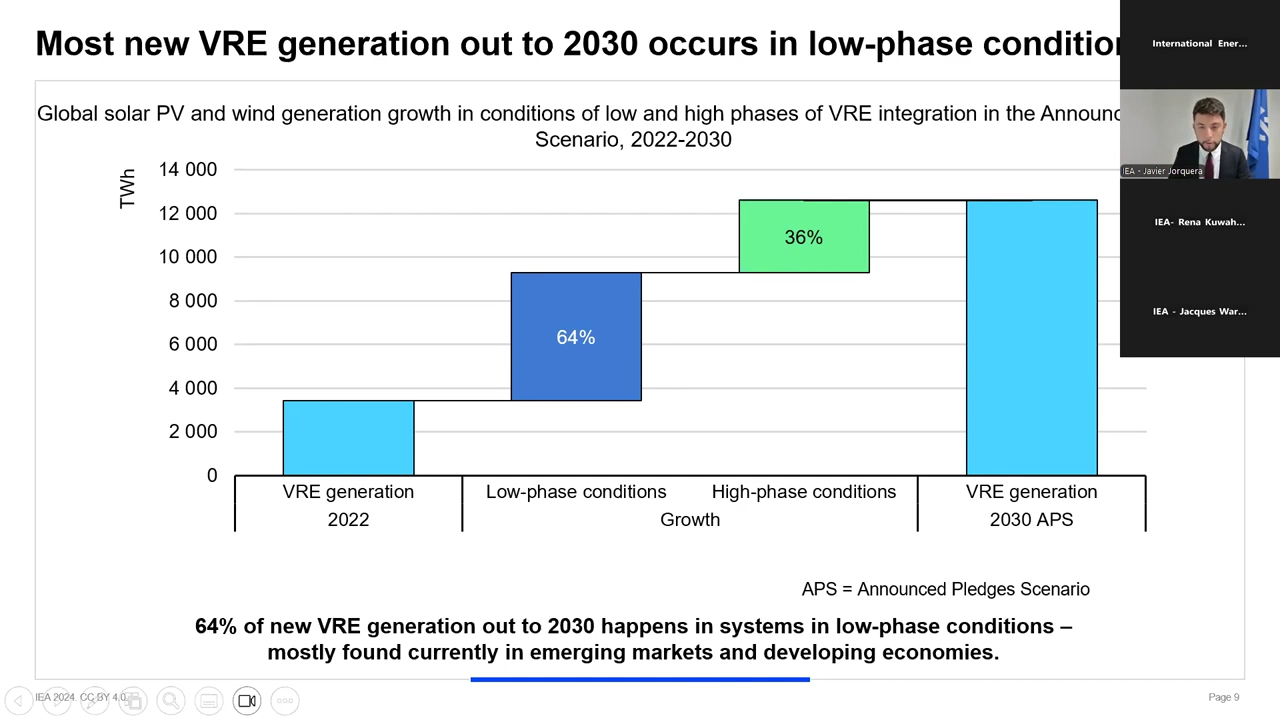 Most new VRE generation out to 2030 occurs in low-phase
International Ener...
Global solar PV and wind generation growth in conditions of low and high phases of VRE integration in the
Scenario, 2022-2030
IEA - Javier Jorquera
IEA- Rena Kuwah...
IEA - Jacques War...
TWh
14 000
12 000
10 000
8 000
6 000
4 000
2 000
0
36%
64%
VRE generation Low-phase conditions High-phase conditions VRE generation
2022 Growth 2030 APS
APS = Announced Pledges Scenario
64% of new VRE generation out to 2030 happens in systems in low-phase conditions –
mostly found currently in emerging markets and developing economies.
IEA 2024. CC BY 4.0.
Page 9